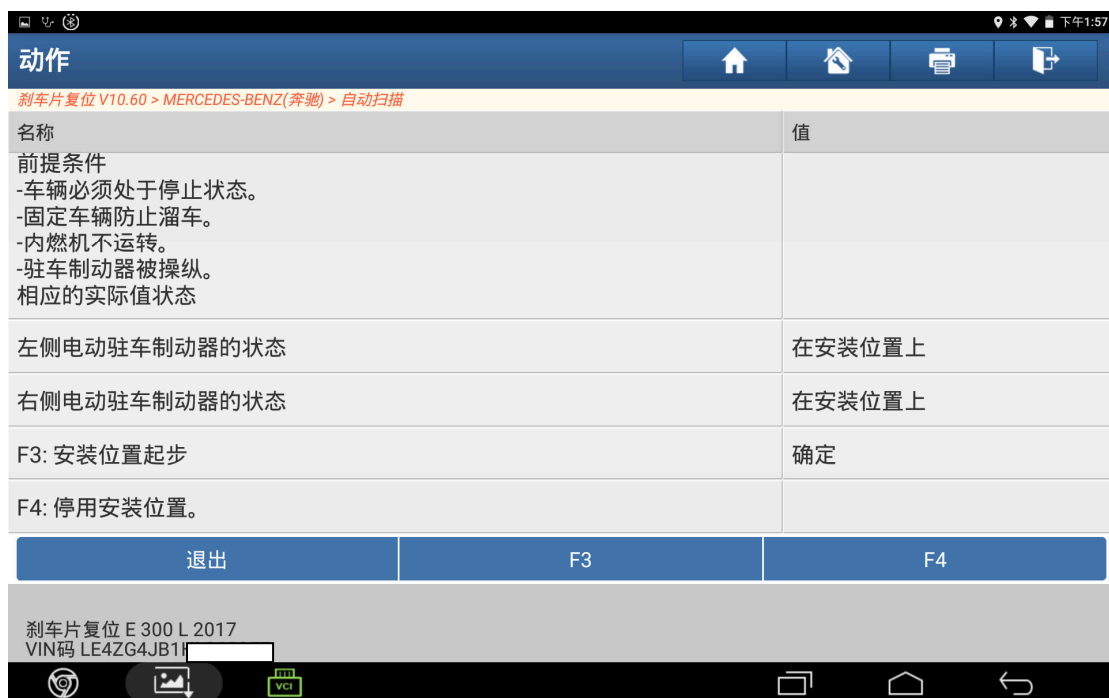 下午1:57
动作
刹车片复位 V10.60 > MERCEDES-BENZ(奔驰) > 自动扫描
名称 值
前提条件
-车辆必须处于停止状态。
-固定车辆防止溜车。
-内燃机不运转。
-驻车制动器被操纵。
相应的实际值状态
左侧电动驻车制动器的状态 在安装位置上
右侧电动驻车制动器的状态 在安装位置上
F3: 安装位置起步 确定
F4: 停用安装位置。
退出 F3 F4
刹车片复位 E 300 L 2017
VIN码 LE4ZG4JB1
VCI